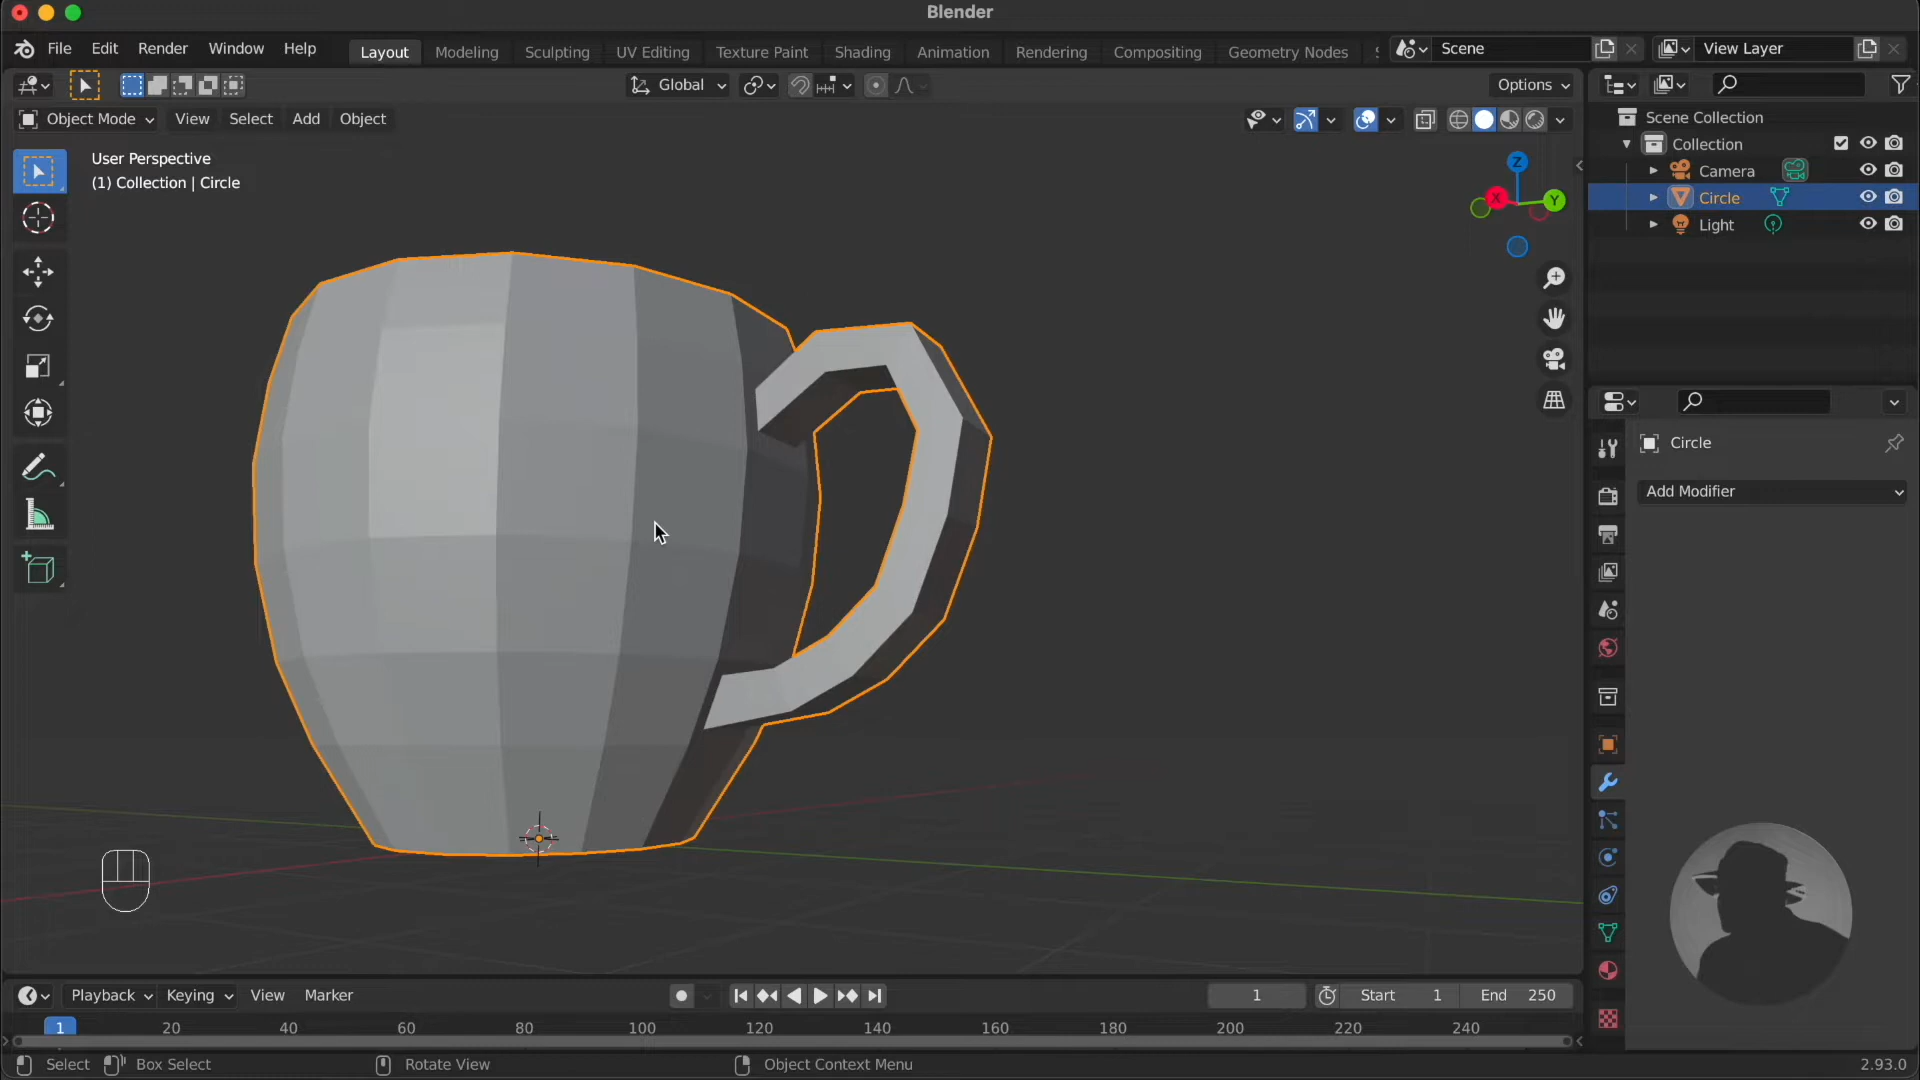 Blender
File Edit Render Window Help Layout Modeling Sculpting UV Editing Texture Paint Shading Animation Rendering Compositing Geometry Nodes Scene View Layer
Global Options
Object Mode View Select Add Object
User Perspective
(1) Collection | Circle
Z
X
Y
Scene Collection
Collection
Camera
Circle
Light
Circle
Add Modifier
Playback Keying View Marker 1 Start 1 End 250
1 20 40 60 80 100 120 140 160 180 200 220 240
Select Box Select Rotate View Object Context Menu 2.93.0